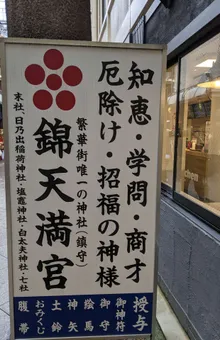 知恵・学問・商才
厄除け・招福の神様
繁華街唯一の神社(鎮守)
錦天満宮
末社、日乃出稲荷神社・塩竈神社・白太夫神社・七社
授与
御神符
御守
絵馬
神矢
土鈴
おみくじ
腹帯